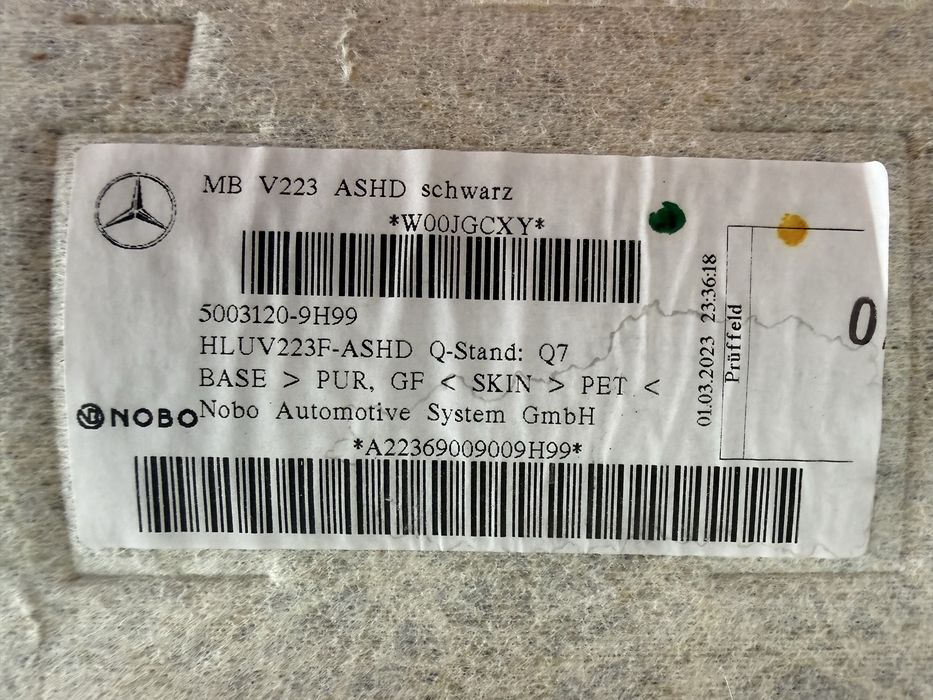 MB V223 ASHD schwarz
*W00JGCXY*
5003120-9H99
HLUV223F-ASHD Q-Stand: Q7
BASE > PUR, GF < SKIN > PET <
NOBO
Nobo Automotive System GmbH
*A22369009009H99*
01.03.2023 23:36:18
Prüffeld
0